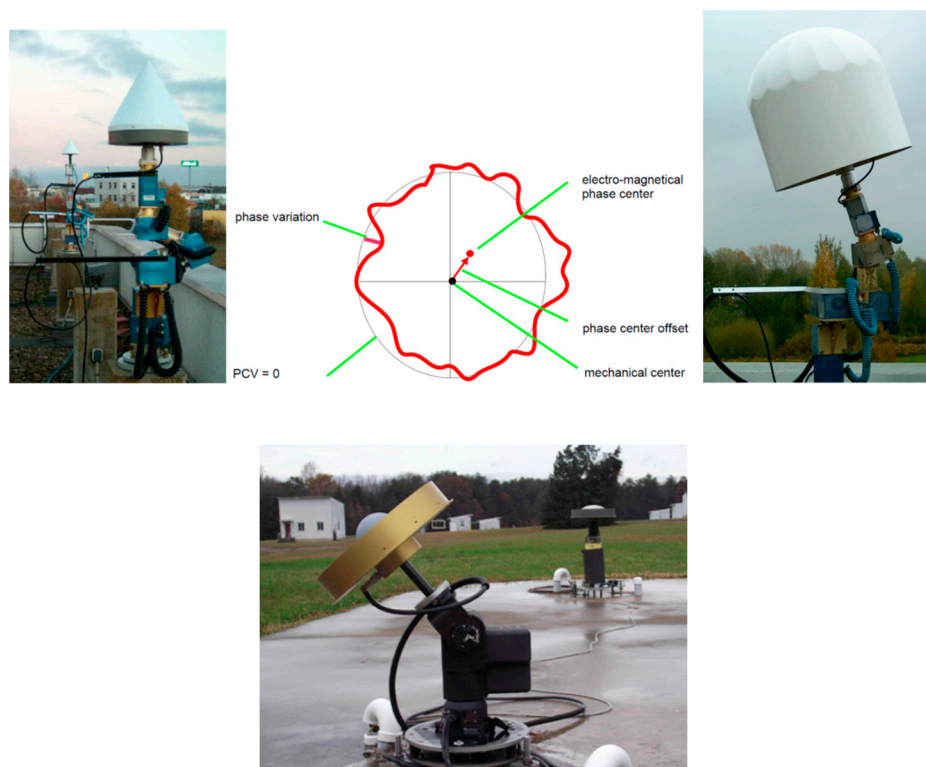 electro-magnetical
phase center
phase variation
phase center offset
mechanical center
PCV = 0